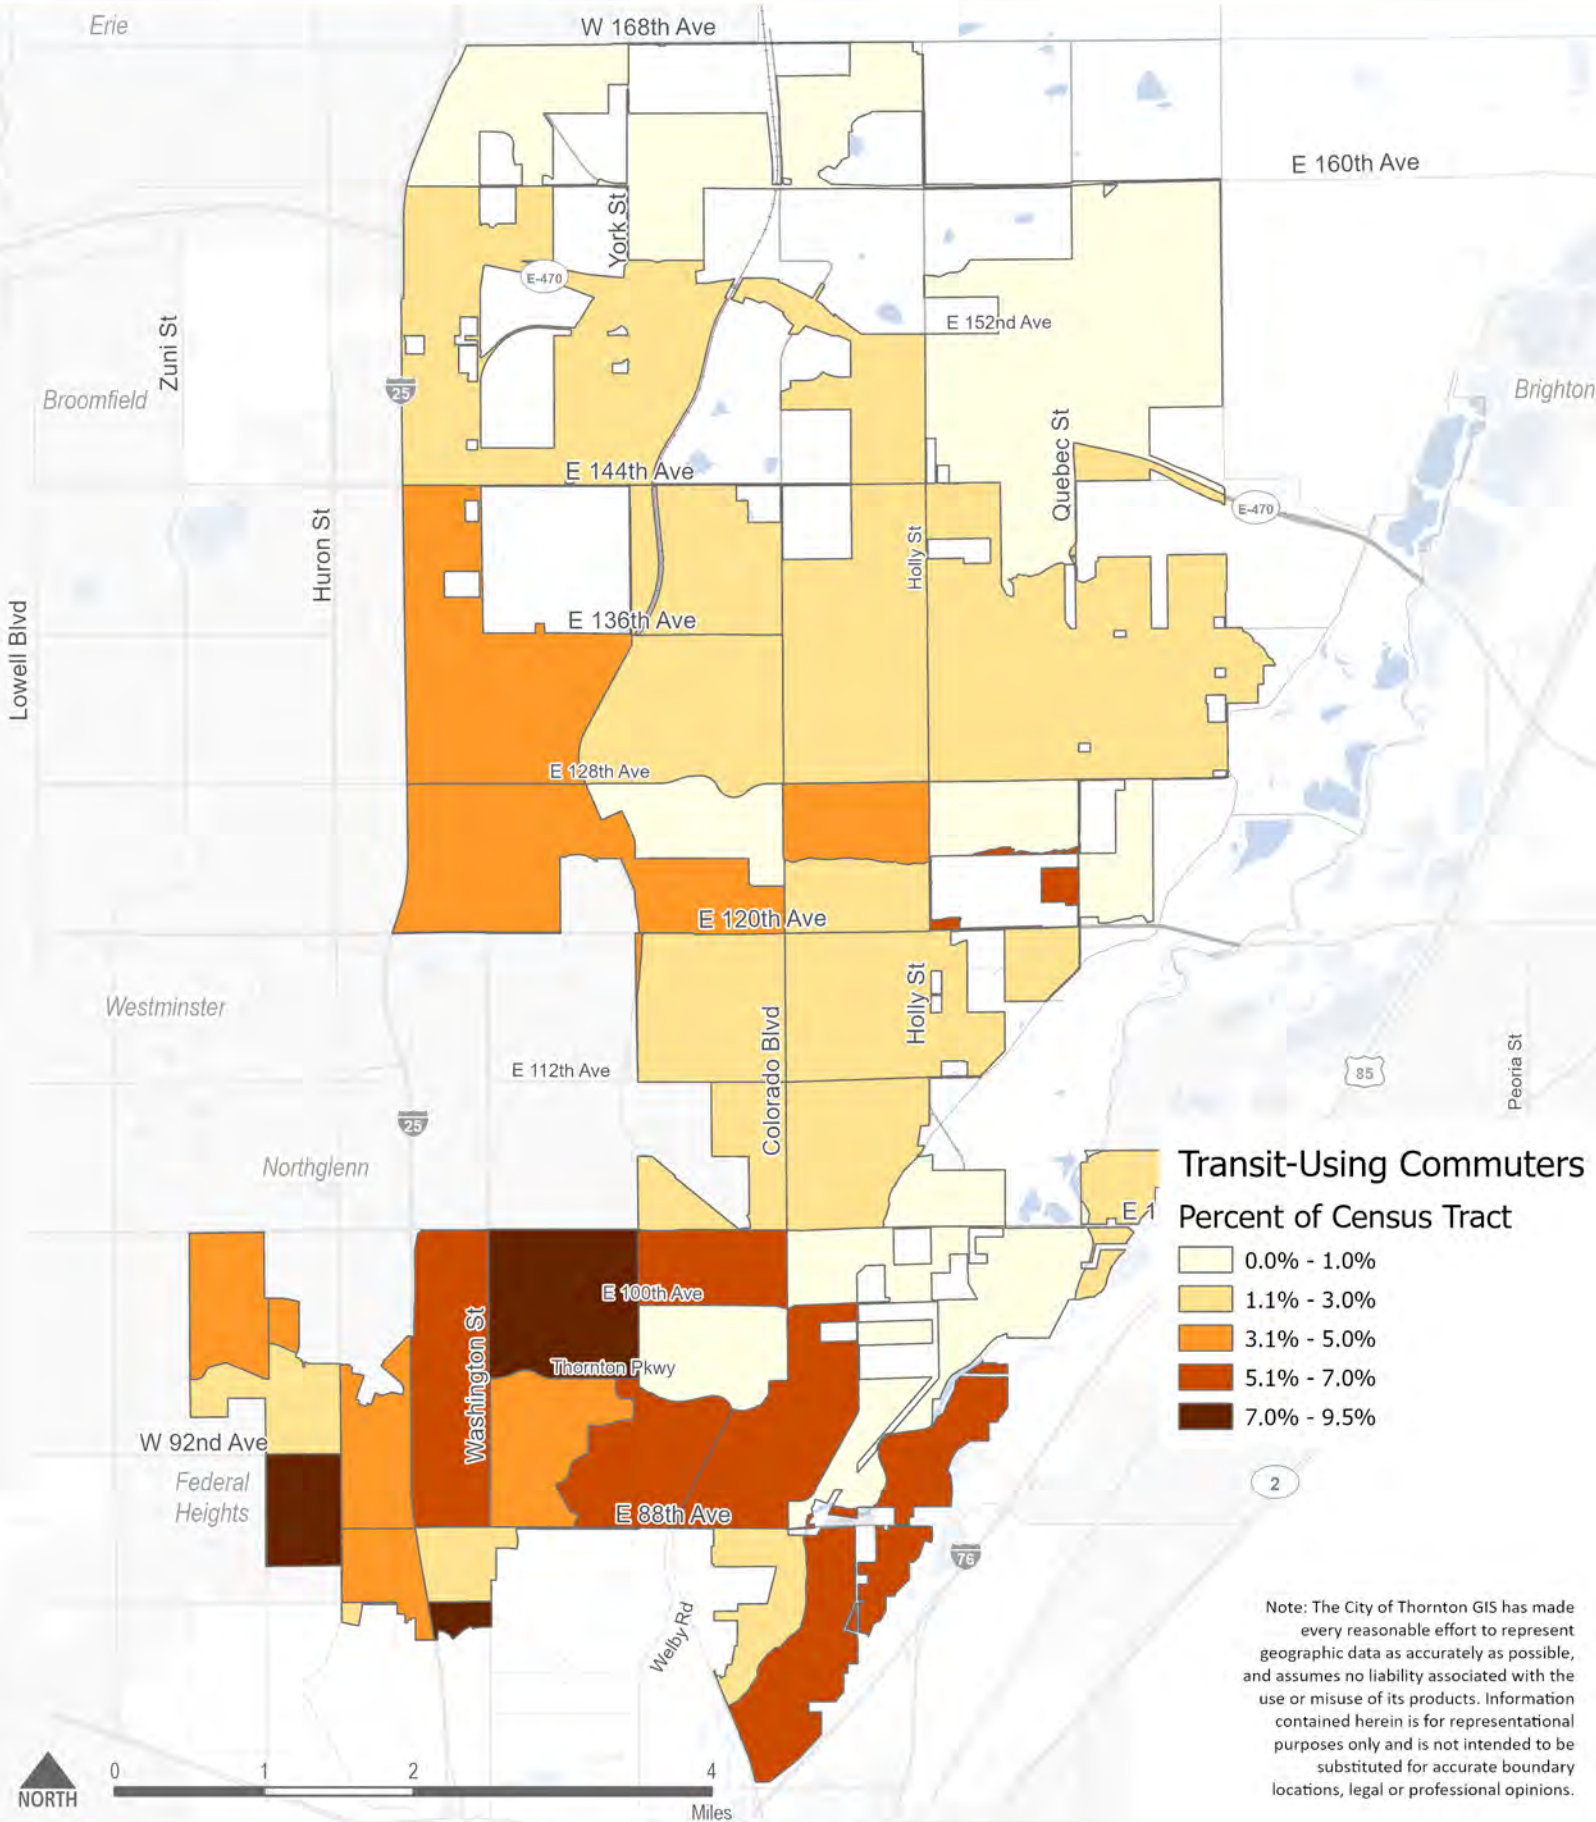 Erie
W 168th Ave
E 160th Ave
York St
E-470
Zuni St
E 152nd Ave
25
Broomfield
Brighton
Quebec St
E 144th Ave
E-470
Huron St
Holly St
Lowell Blvd
E 136th Ave
E 128th Ave
E 120th Ave
Westminster
Holly St
Colorado Blvd
E 112th Ave
Peoria St
85
25
Northglenn
E 1
Transit-Using Commuters
Percent of Census Tract
0.0% - 1.0%
1.1% - 3.0%
3.1% - 5.0%
5.1% - 7.0%
7.0% - 9.5%
E 100th Ave
Thornton Pkwy
Washington St
W 92nd Ave
Federal
Heights
2
E 88th Ave
76
Welby Rd
Note: The City of Thornton GIS has made
every reasonable effort to represent
geographic data as accurately as possible,
and assumes no liability associated with the
use or misuse of its products. Information
contained herein is for representational
purposes only and is not intended to be
substituted for accurate boundary
locations, legal or professional opinions.
0 1 2 4
NORTH
Miles